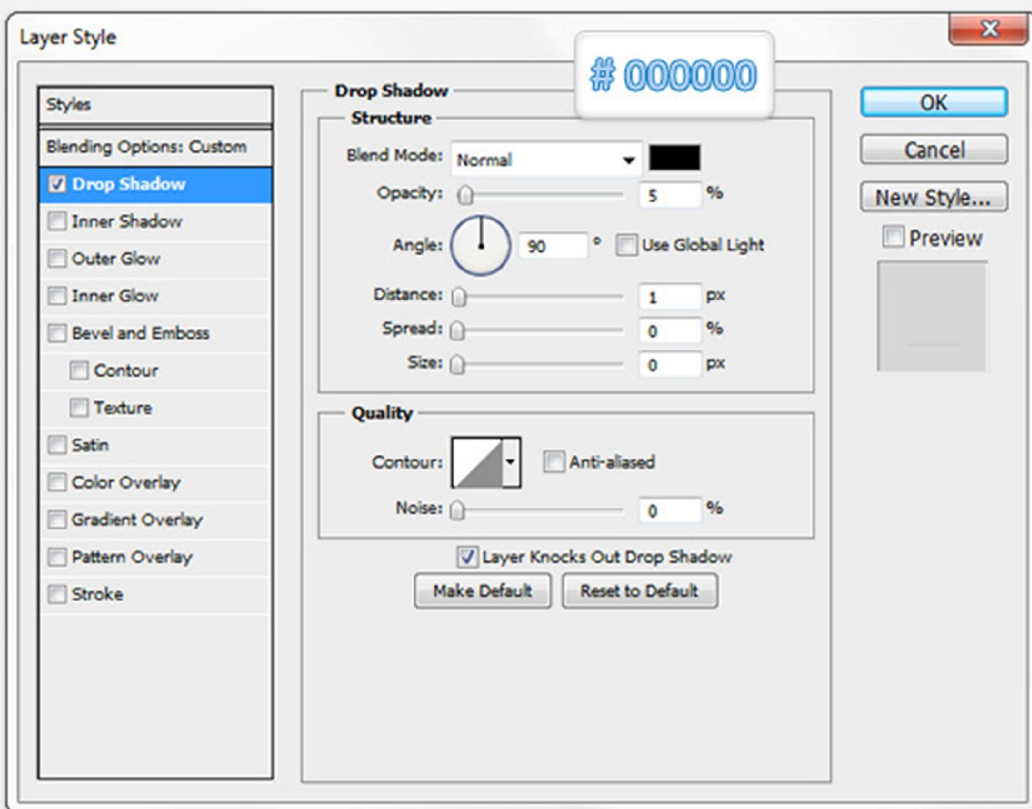 Layer Style
# 000000
Styles
Blending Options: Custom
Drop Shadow
Inner Shadow
Outer Glow
Inner Glow
Bevel and Emboss
Contour
Texture
Satin
Color Overlay
Gradient Overlay
Pattern Overlay
Stroke
Drop Shadow
Structure
Blend Mode: Normal
Opacity: 5 %
Angle: 90 ° Use Global Light
Distance: 1 px
Spread: 0 %
Size: 0 px
Quality
Contour: Anti-aliased
Noise: 0 %
Layer Knocks Out Drop Shadow
Make Default Reset to Default
OK
Cancel
New Style...
Preview